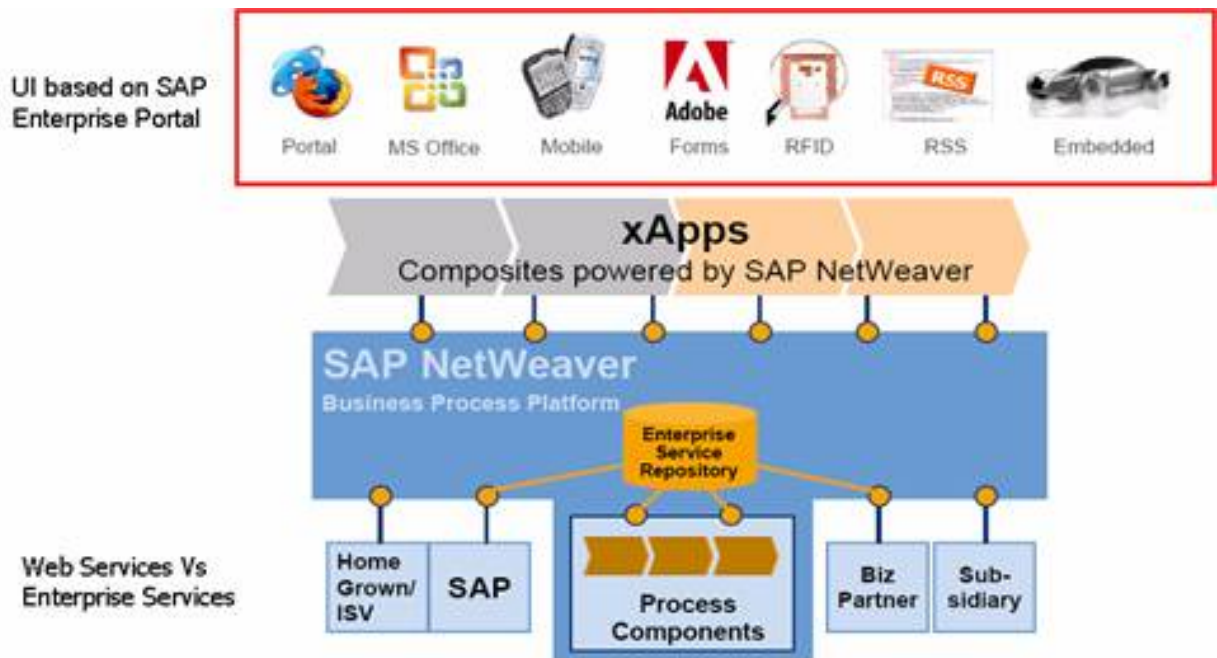 UI based on SAP
Enterprise Portal
Adobe
RSS
Portal
MS Office
Mobile
Forms
RFID
RSS
Embedded
xApps
Composites powered by SAP NetWeaver
SAP NetWeaver
Business Process Platform
Enterprise
Service
Repository
Web Services Vs
Enterprise Services
Home
Grown/
ISV
SAP
Process
Components
Biz
Partner
Sub-
sidiary